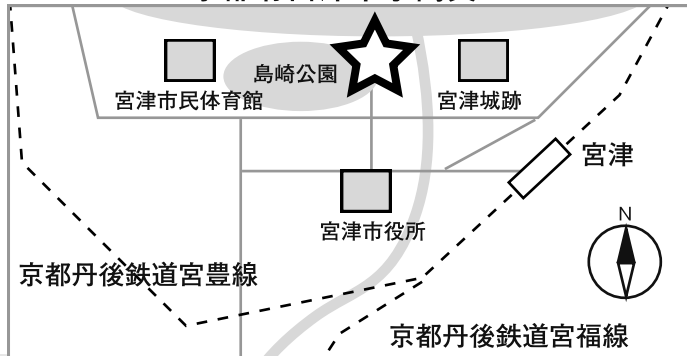 島崎公園
宮津市民体育館
宮津城跡
宮津
宮津市役所
N
京都丹後鉄道宮豊線
京都丹後鉄道宮福線